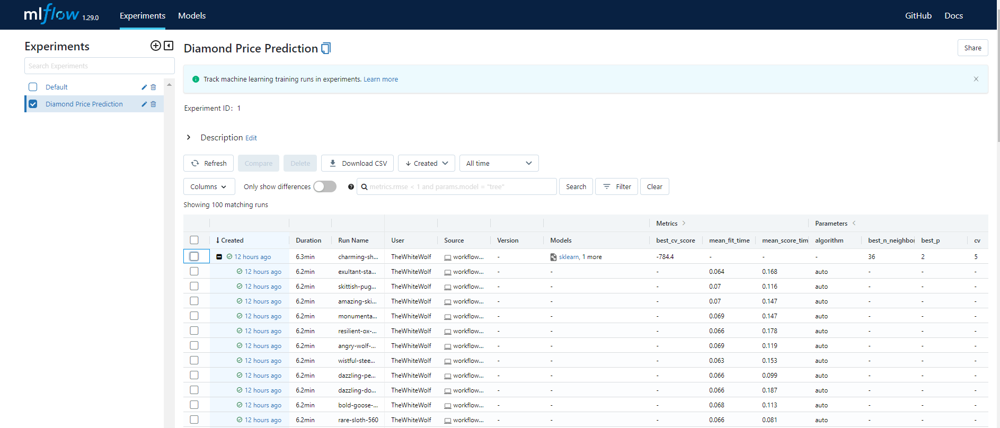 mlflow 1.29.0 Experiments Models GitHub Docs
Experiments
Search Experiments
Default
Diamond Price Prediction
Diamond Price Prediction Share
Track machine learning training runs in experiments. Learn more
Experiment ID: 1
Description Edit
Refresh Compare Delete Download CSV Created All time
Columns Only show differences metrics.rmse < 1 and params.model = "tree" Search Filter Clear
Showing 100 matching runs
Metrics Parameters
Created Duration Run Name User Source Version Models best_cv_score mean_fit_time mean_score_tim algorithm best_n_neighboi best_p cv
12 hours ago 6.3min charming-sh... TheWhiteWolf workflow... - sklearn, 1 more -784.4 - - - 36 2 5
12 hours ago 6.2min exultant-sta... TheWhiteWolf workflow... - - - 0.064 0.168 auto - - -
12 hours ago 6.2min skittish-pug... TheWhiteWolf workflow... - - - 0.07 0.116 auto - - -
12 hours ago 6.2min amazing-ski... TheWhiteWolf workflow... - - - 0.07 0.147 auto - - -
12 hours ago 6.2min monumenta... TheWhiteWolf workflow... - - - 0.069 0.147 auto - - -
12 hours ago 6.2min resilient-ox-... TheWhiteWolf workflow... - - - 0.066 0.178 auto - - -
12 hours ago 6.2min angry-wolf-... TheWhiteWolf workflow... - - - 0.069 0.119 auto - - -
12 hours ago 6.2min wistful-stee... TheWhiteWolf workflow... - - - 0.063 0.153 auto - - -
12 hours ago 6.2min dazzling-pe... TheWhiteWolf workflow... - - - 0.066 0.099 auto - - -
12 hours ago 6.2min dazzling-do... TheWhiteWolf workflow... - - - 0.066 0.187 auto - - -
12 hours ago 6.2min bold-goose-... TheWhiteWolf workflow... - - - 0.068 0.113 auto - - -
12 hours ago 6.2min rare-sloth-560 TheWhiteWolf workflow... - - - 0.066 0.081 auto - - -